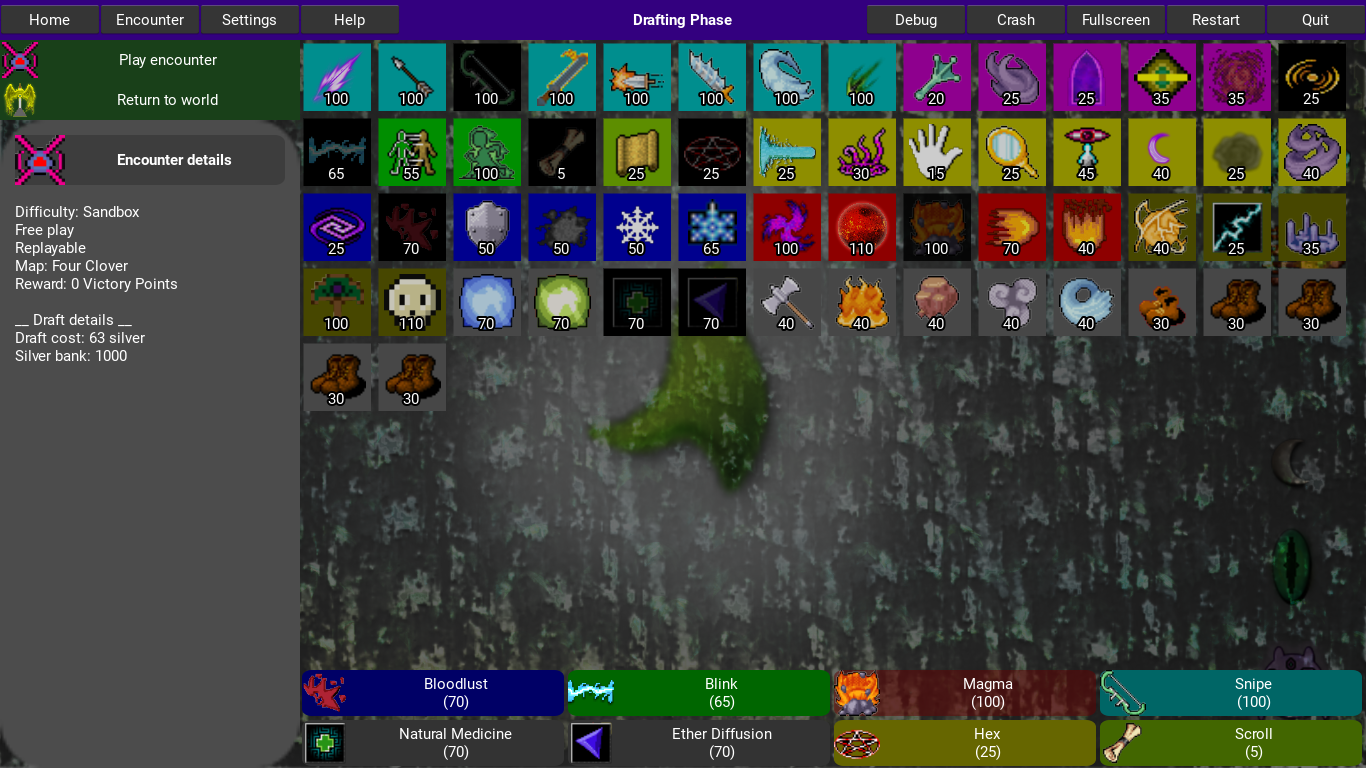 Home Encounter Settings Help Drafting Phase Debug Crash Fullscreen Restart Quit
Play encounter
Return to world
Encounter details
Difficulty: Sandbox
Free play
Replayable
Map: Four Clover
Reward: 0 Victory Points
__ Draft details __
Draft cost: 63 silver
Silver bank: 1000
100 100 100 100 100 100 100 100 20 25 25 35 35 25
65 55 100 5 25 25 25 30 15 25 45 40 25 40
25 70 50 50 50 65 100 110 100 70 40 40 25 35
100 110 70 70 70 70 40 40 40 40 40 30 30 30
30 30
Bloodlust Blink Magma Snipe
(70) (65) (100) (100)
Natural Medicine Ether Diffusion Hex Scroll
(70) (70) (25) (5)